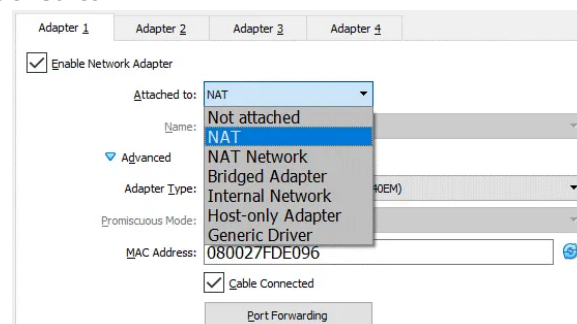 Adapter 1 Adapter 2 Adapter 3 Adapter 4
Enable Network Adapter
Attached to: NAT
Not attached
Name:
NAT
Advanced
NAT Network
Bridged Adapter
Adapter Type:
Internal Network
Host-only Adapter
Promiscuous Mode:
Generic Driver
MAC Address: 080027FDE096
Cable Connected
Port Forwarding